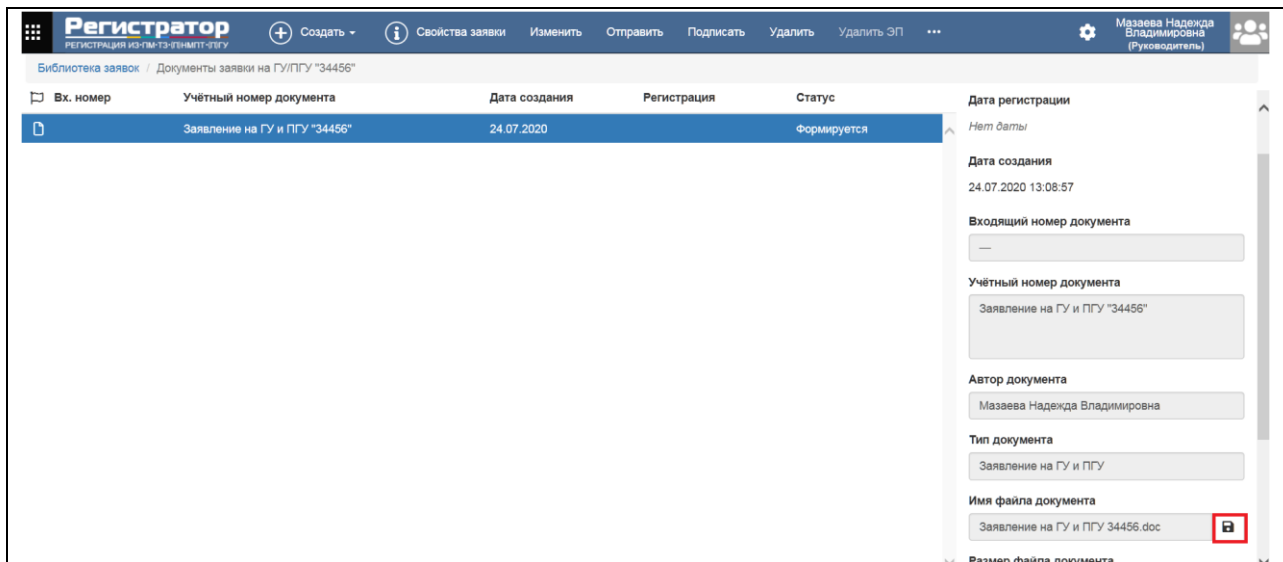 Регистратор
РЕГИСТРАЦИЯ ИЗ-ПМ-ТЗ-(П)НМПТ-(П)ГУ
Создать
Свойства заявки
Изменить
Отправить
Подписать
Удалить
Удалить ЭП
Мазаева Надежда
Владимировна
(Руководитель)
Библиотека заявок / Документы заявки на ГУ/ПГУ "34456"
Вх. номер
Учётный номер документа
Дата создания
Регистрация
Статус
Заявление на ГУ и ПГУ "34456"
24.07.2020
Формируется
Дата регистрации
Нет даты
Дата создания
24.07.2020 13:08:57
Входящий номер документа
—
Учётный номер документа
Заявление на ГУ и ПГУ "34456"
Автор документа
Мазаева Надежда Владимировна
Тип документа
Заявление на ГУ и ПГУ
Имя файла документа
Заявление на ГУ и ПГУ 34456.doc
Размер файла документа